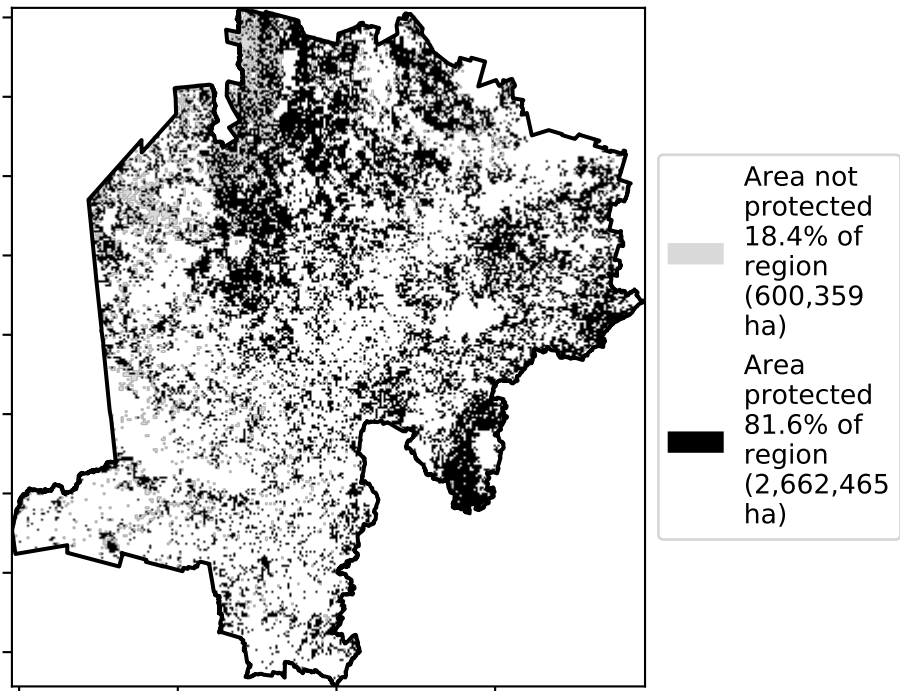 Area not
protected
18.4% of
region
(600,359
ha)
Area
protected
81.6% of
region
(2,662,465
ha)